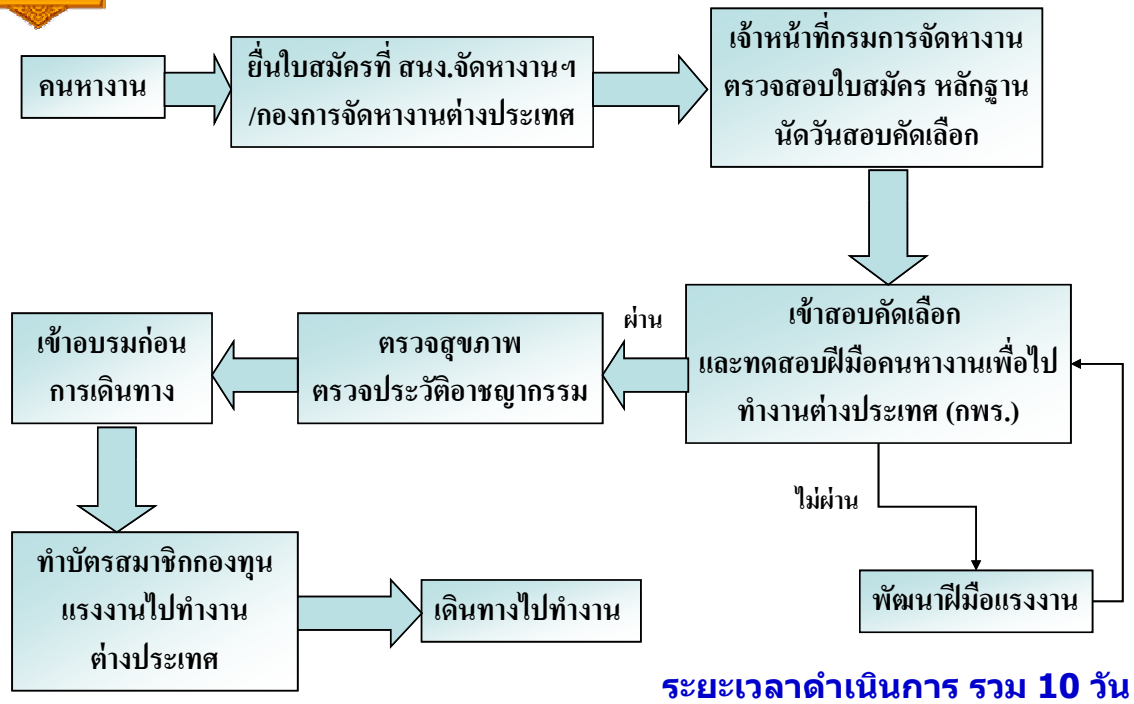 คนหางาน
ยื่นใบสมัครที่ สนง.จัดหางานฯ
/กองการจัดหางานต่างประเทศ
เจ้าหน้าที่กรมการจัดหางาน
ตรวจสอบใบสมัคร หลักฐาน
นัดวันสอบคัดเลือก
เข้าสอบคัดเลือก
และทดสอบฝีมือคนหางานเพื่อไป
ทำงานต่างประเทศ (กพร.)
ผ่าน
ตรวจสุขภาพ
ตรวจประวัติอาชญากรรม
เข้าอบรมก่อน
การเดินทาง
ไม่ผ่าน
พัฒนาฝีมือแรงงาน
ทำบัตรสมาชิกกองทุน
แรงงานไปทำงาน
ต่างประเทศ
เดินทางไปทำงาน
ระยะเวลาดำเนินการ รวม 10 วัน